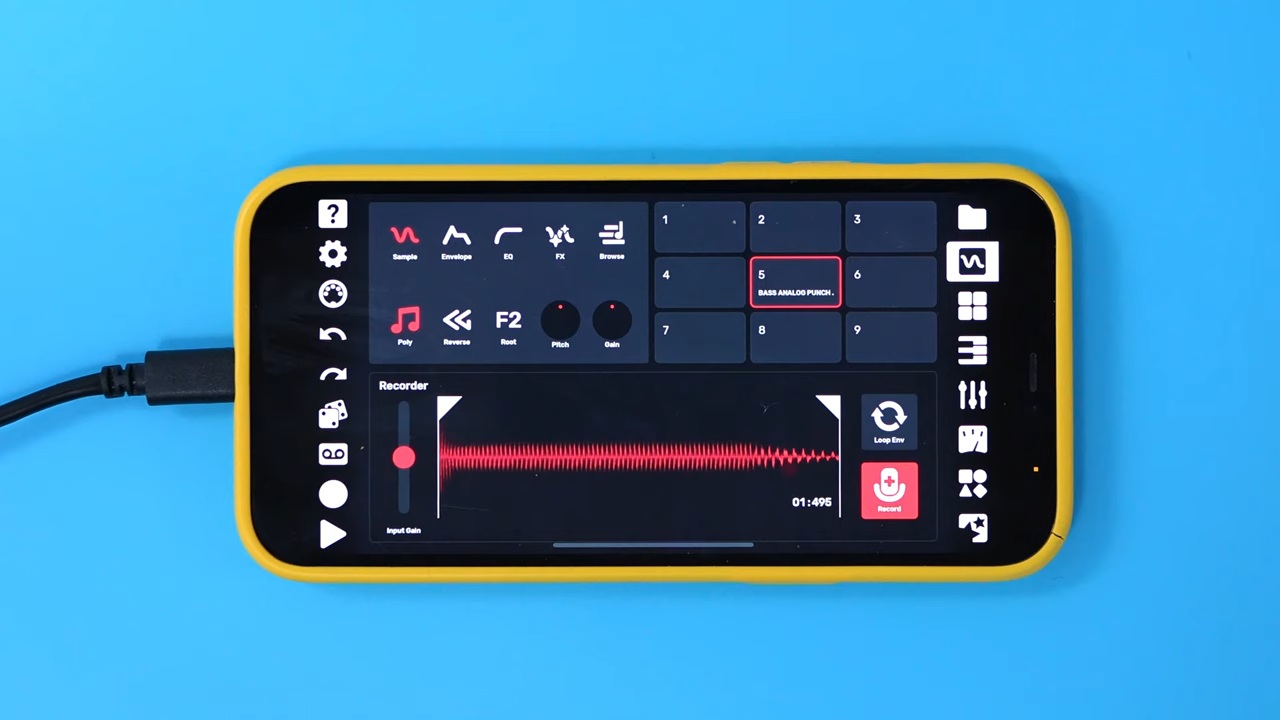 ?
Sample Envelope EQ FX Browse
F2
Poly Reverse Root Pitch Gain
1 2 3
4 5 6
BASS ANALOG PUNCH .
7 8 9
Recorder
Loop Env
01:495
Record
Input Gain